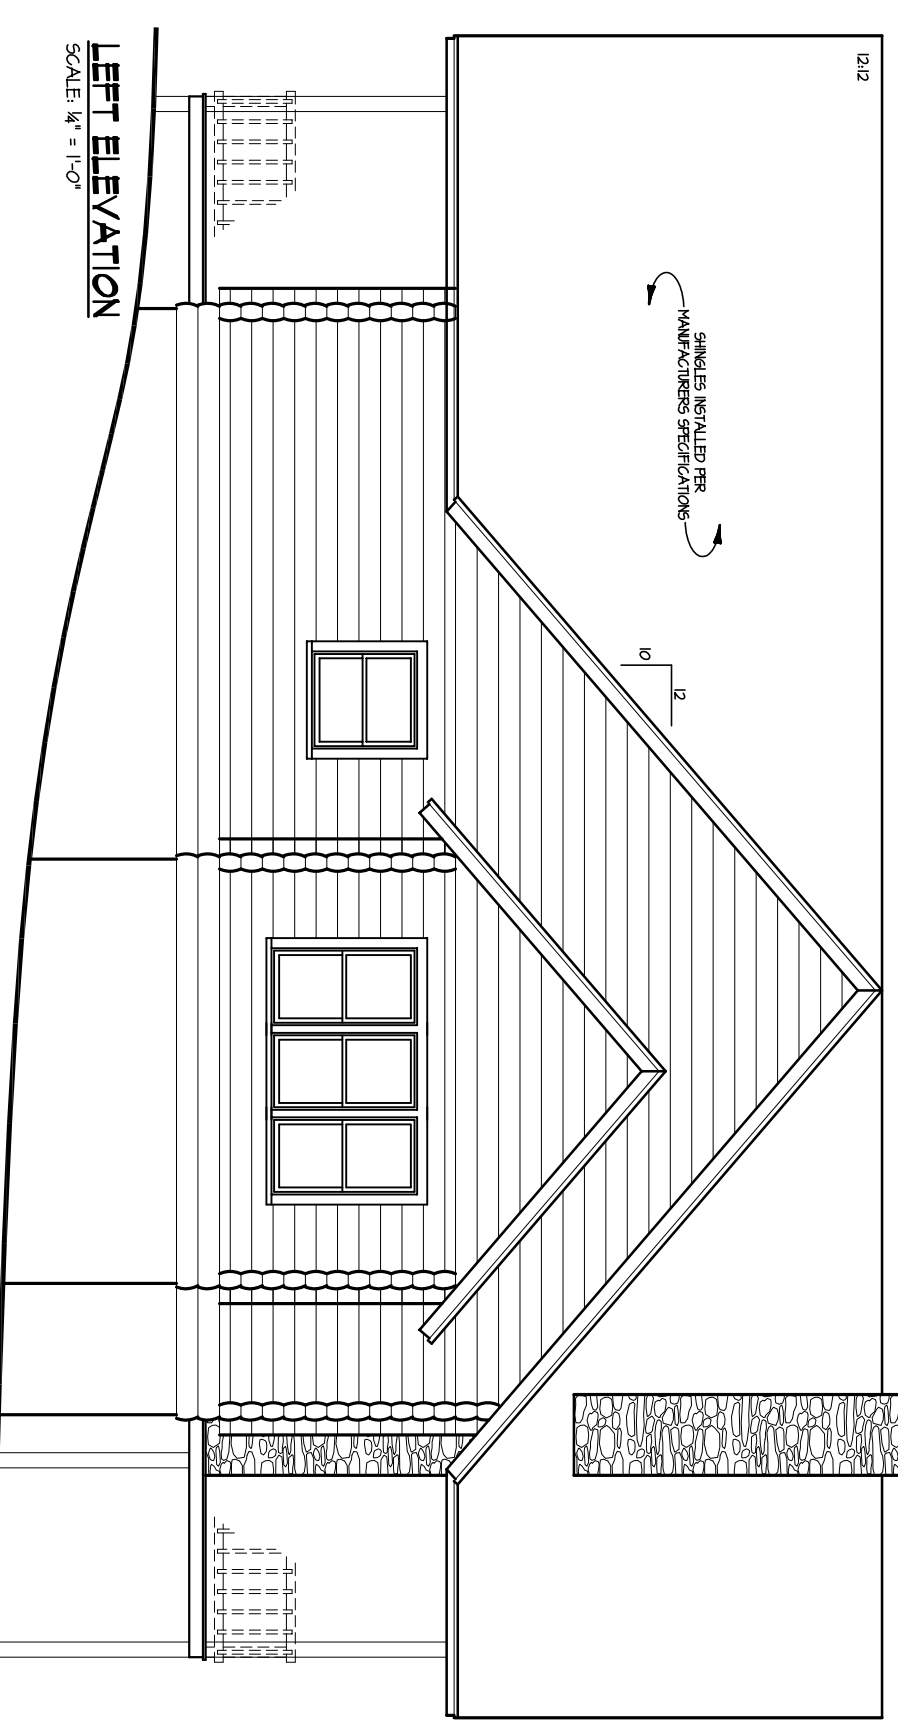 12:12
SHINGLES INSTALLED PER
MANUFACTURERS SPECIFICATIONS
12
10
LEFT ELEVATION
SCALE: ¼" = 1'-0"